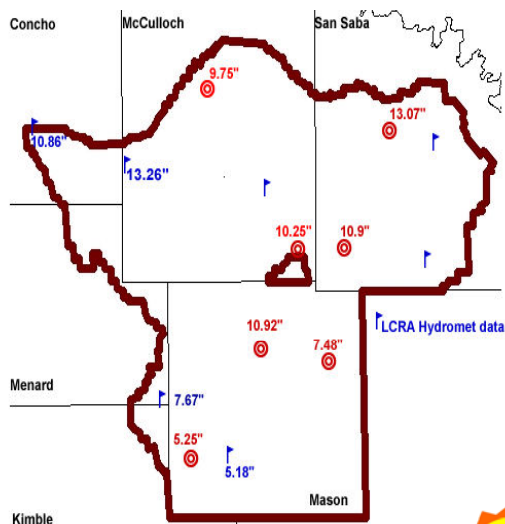 Concho
McCulloch
San Saba
9.75"
13.07"
10.86"
13.26"
10.25"
10.9"
LCRA Hydromet data
10.92"
7.48"
Menard
7.67"
5.25"
5.18"
Mason
Kimble